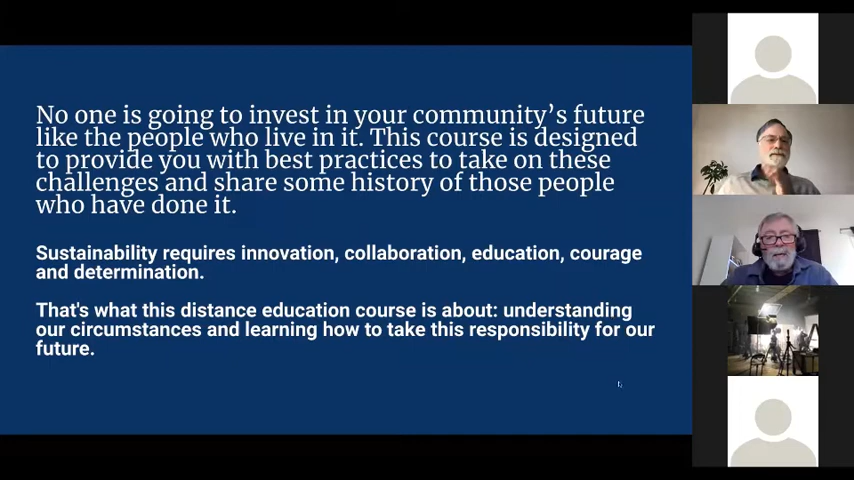 No one is going to invest in your community’s future
like the people who live in it. This course is designed
to provide you with best practices to take on these
challenges and share some history of those people
who have done it.
Sustainability requires innovation, collaboration, education, courage
and determination.
That's what this distance education course is about: understanding
our circumstances and learning how to take this responsibility for our
future.